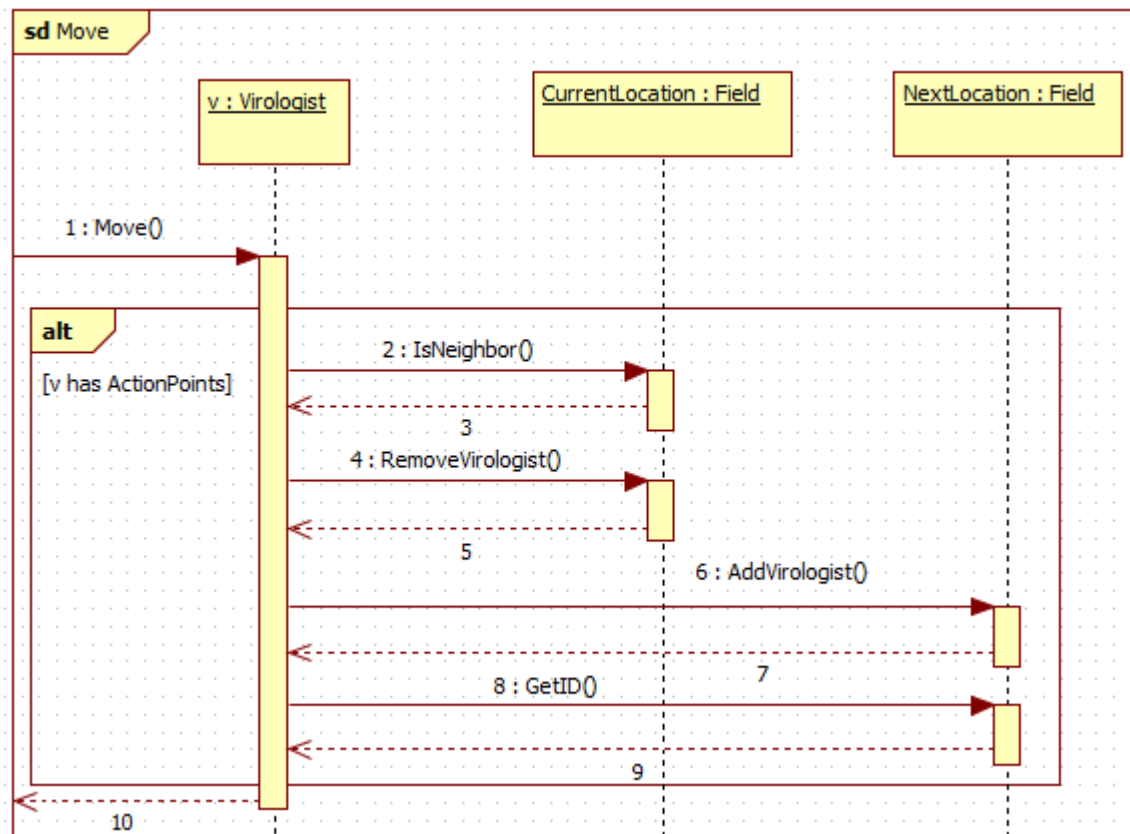 sd Move
v : Virologist
CurrentLocation : Field
NextLocation : Field
1 : Move()
alt
[v has ActionPoints]
2 : IsNeighbor()
3
4 : RemoveVirologist()
5
6 : AddVirologist()
7
8 : GetID()
9
10